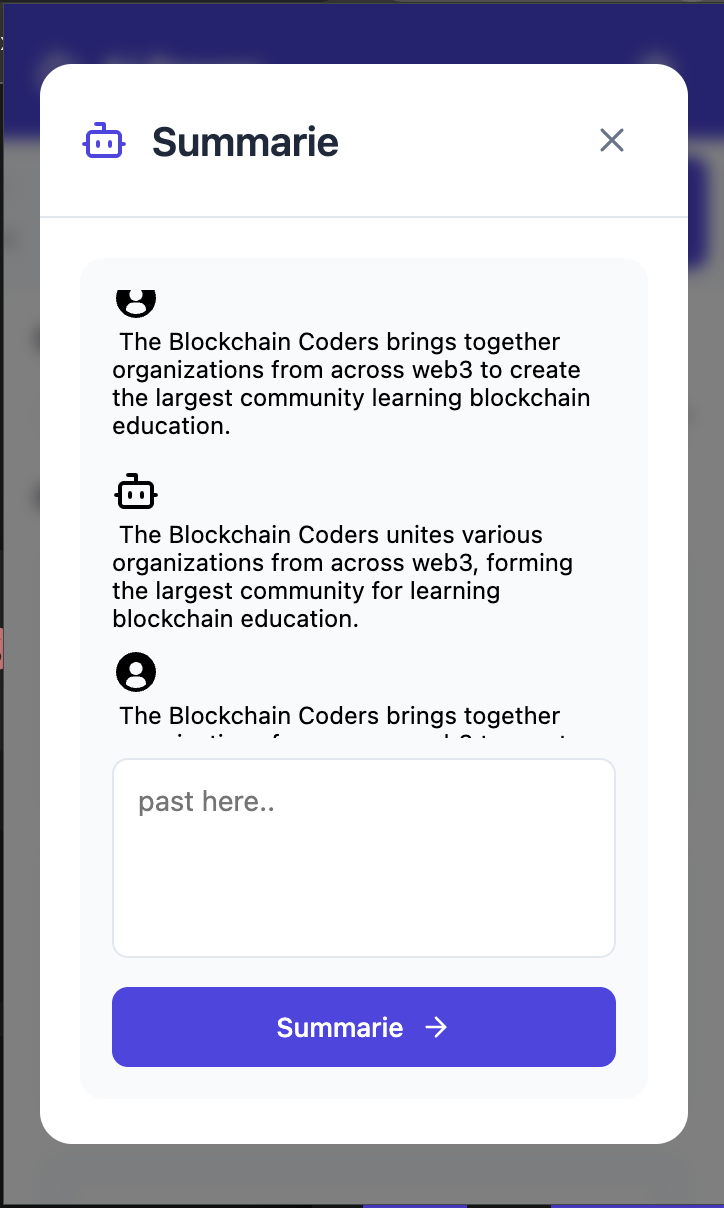 Summarie
The Blockchain Coders brings together
organizations from across web3 to create
the largest community learning blockchain
education.
The Blockchain Coders unites various
organizations from across web3, forming
the largest community for learning
blockchain education.
The Blockchain Coders brings together
past here..
Summarie